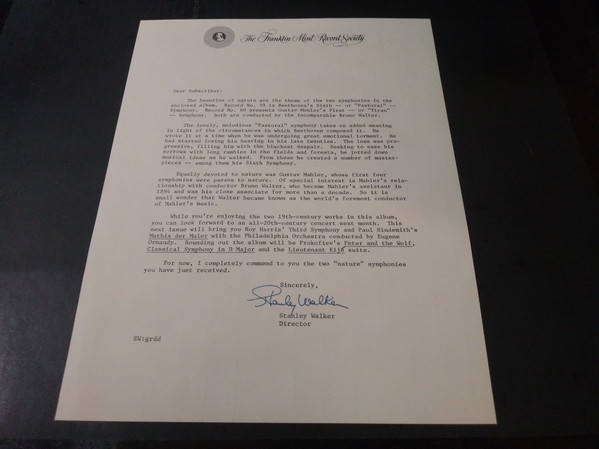 The Franklin Mint Record Society
Dear Subscriber:
The beauties of nature are the theme of the two symphonies in the
enclosed album. Record No. 59 is Beethoven's Sixth -- or "Pastoral" --
Symphony. Record No. 60 presents Gustav Mahler's First -- or "Titan"
-- Symphony. Both are conducted by the incomparable Bruno Walter.
The lovely, melodious "Pastoral" symphony takes on added meaning
in light of the circumstances in which Beethoven composed it. He
wrote it at a time when he was undergoing great emotional torment. He
had started losing his hearing in his late twenties. The loss was pro-
gressive, filling him with the blackest despair. Seeking to ease his
sorrows with long rambles in the fields and forests, he jotted down
musical ideas as he walked. From these he created a number of master-
pieces -- among them his Sixth Symphony.
Equally devoted to nature was Gustav Mahler, whose first four
symphonies were paeans to nature. Of special interest is Mahler's rela-
tionship with conductor Bruno Walter, who became Mahler's assistant in
1894 and was his close associate for more than a decade. So it is
small wonder that Walter became known as the world's foremost conductor
of Mahler's music.
While you're enjoying the two 19th-century works in this album,
you can look forward to an all-20th-century concert next month. This
next issue will bring you Roy Harris' Third Symphony and Paul Hindemith's
Mathis der Maler with the Philadelphia Orchestra conducted by Eugene
Ormandy. Rounding out the album will be Prokofiev's Peter and the Wolf,
Classical Symphony in D Major and the Lieutenant Kijé suite.
For now, I completely commend to you the two "nature" symphonies
you have just received.
Sincerely,
Stanley Walker
Stanley Walker
Director
SW:grdd